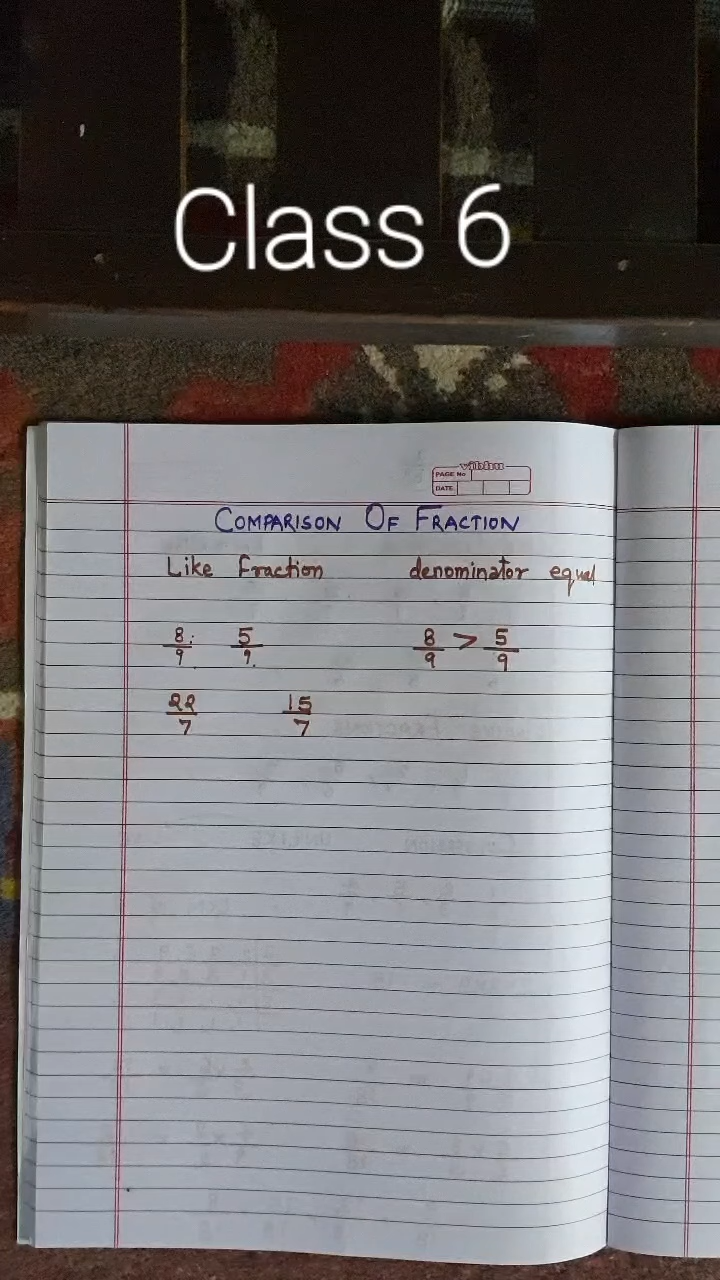 Class 6
vibhu
PAGE No
DATE
COMPARISON OF FRACTION
Like fraction denominator equal
8/9 5/9 8/9 > 5/9
22/7 15/7